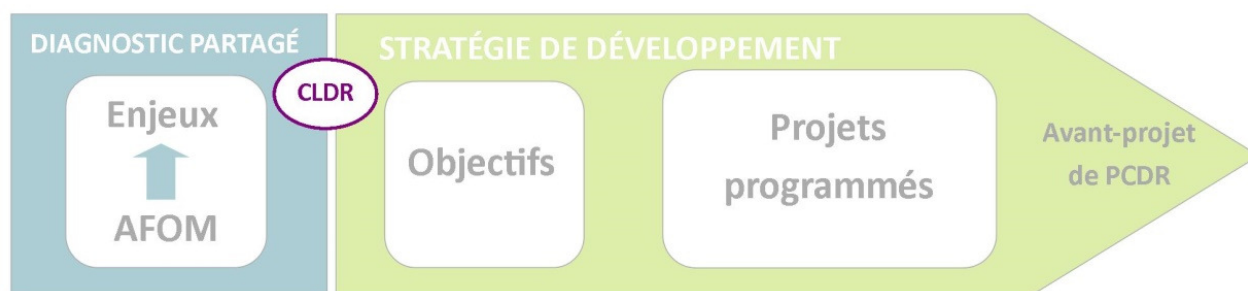 DIAGNOSTIC PARTAGÉ
Enjeux
AFOM
CLDR
STRATÉGIE DE DÉVELOPPEMENT
Objectifs
Projets
programmés
Avant-projet
de PCDR